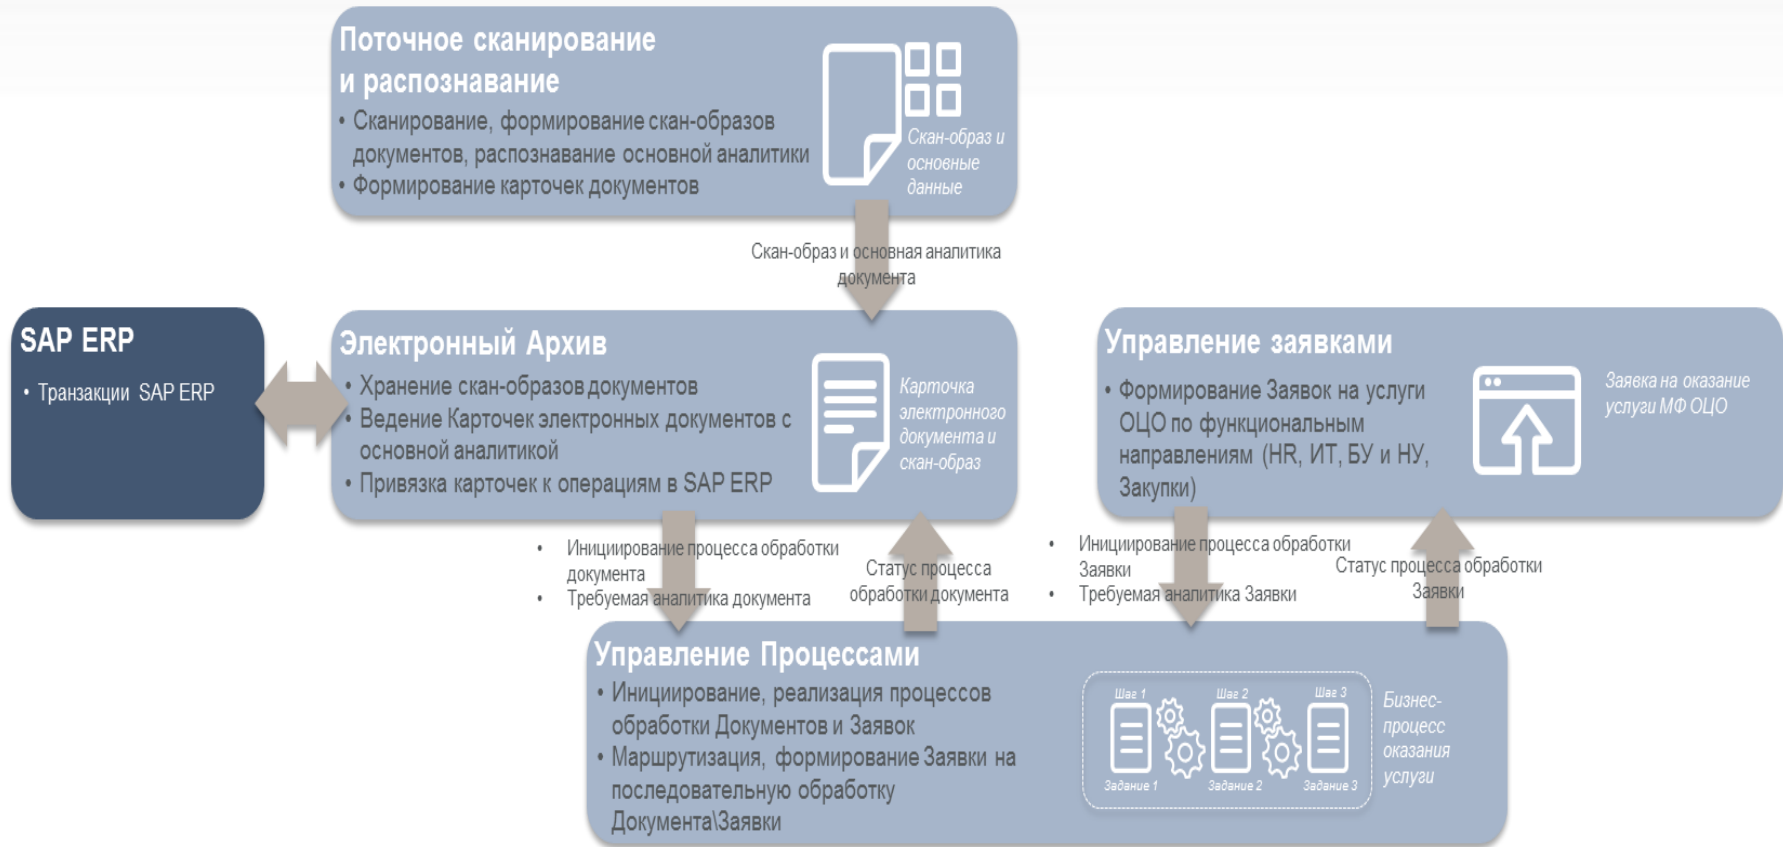 Поточное сканирование
и распознавание
• Сканирование, формирование скан-образов
документов, распознавание основной аналитики
• Формирование карточек документов
Скан-образ и
основные
данные
Скан-образ и основная аналитика
документа
SAP ERP
• Транзакции SAP ERP
Электронный Архив
• Хранение скан-образов документов
• Ведение Карточек электронных документов с
основной аналитикой
• Привязка карточек к операциям в SAP ERP
Карточка
электронного
документа и
скан-образ
Управление заявками
• Формирование Заявок на услуги
ОЦО по функциональным
направлениям (HR, ИТ, БУ и НУ,
Закупки)
Заявка на оказание
услуги МФ ОЦО
• Инициирование процесса обработки
документа
• Требуемая аналитика документа
Статус процесса
обработки документа
• Инициирование процесса обработки
Заявки
• Требуемая аналитика Заявки
Статус процесса обработки
Заявки
Управление Процессами
• Инициирование, реализация процессов
обработки Документов и Заявок
• Маршрутизация, формирование Заявки на
последовательную обработку
Документа\Заявки
Шаг 1 Шаг 2 Шаг 3
Задание 1 Задание 2 Задание 3
Бизнес-
процесс
оказания
услуги